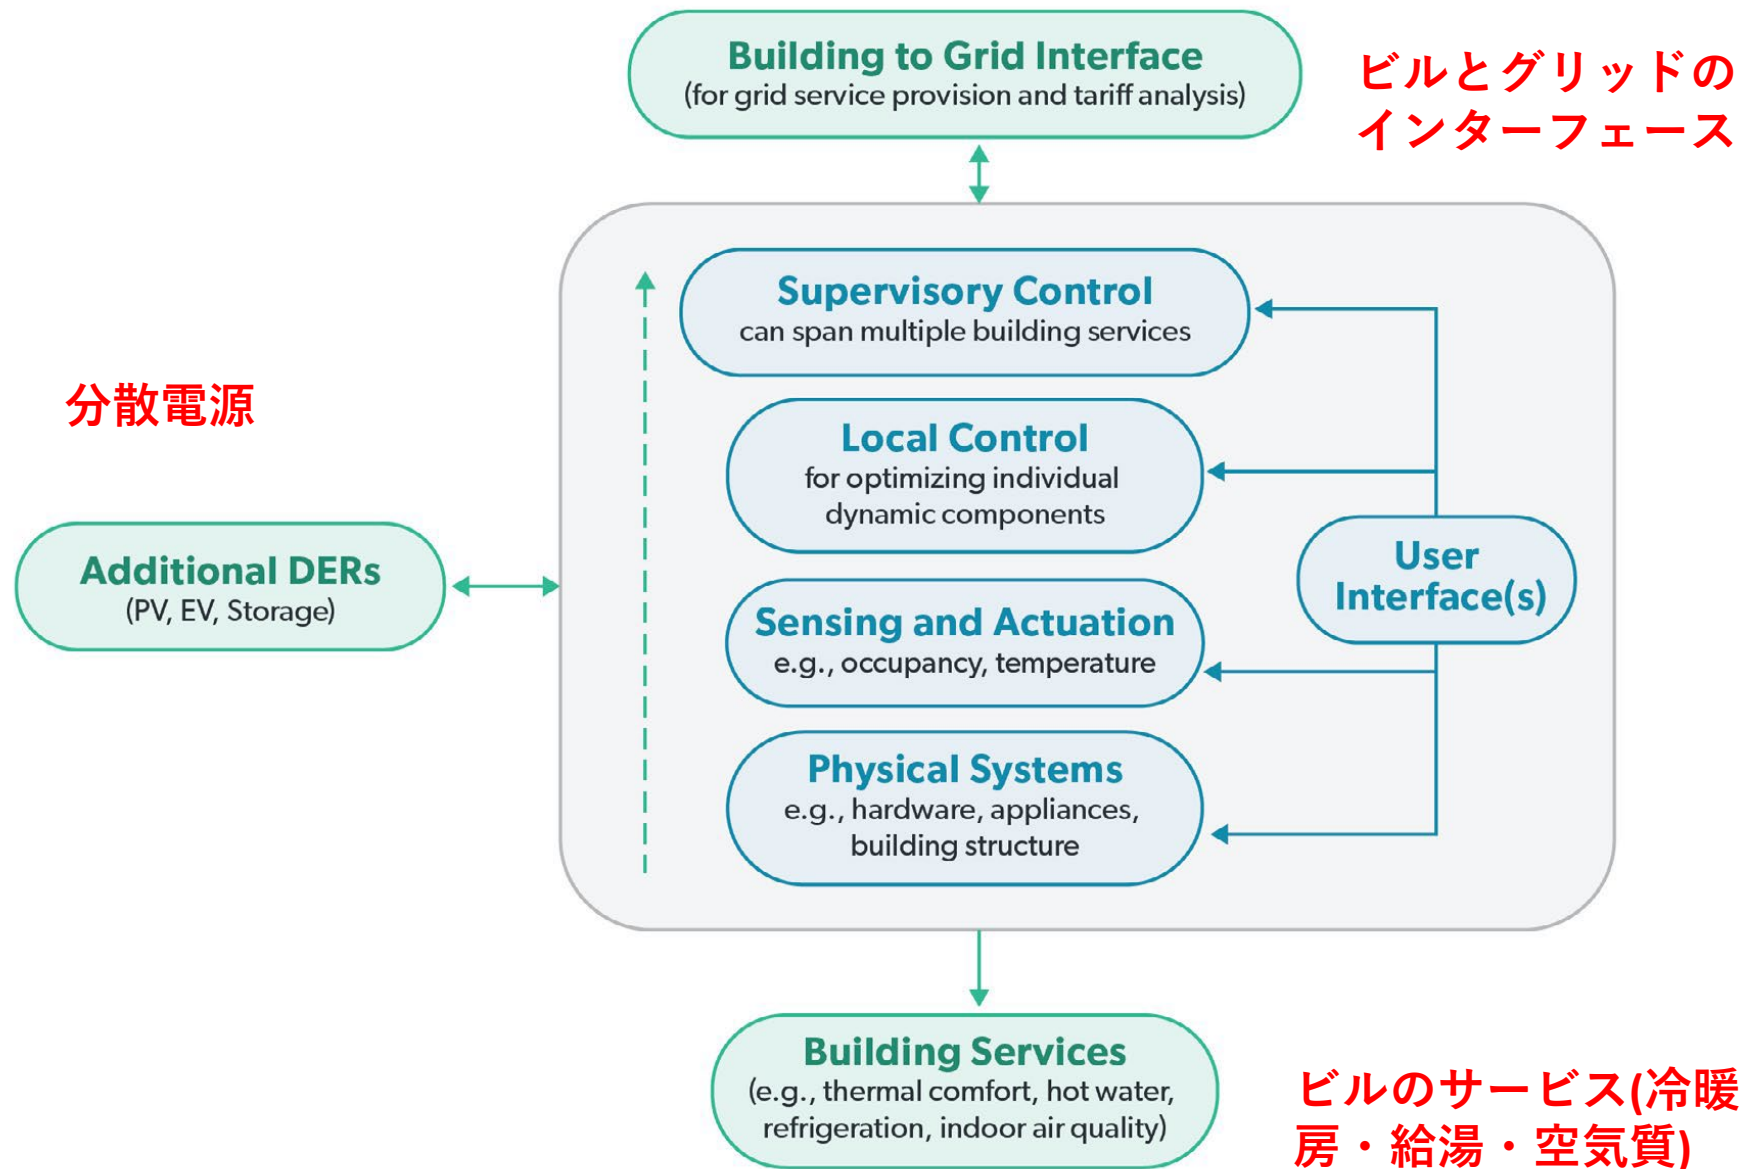 Building to Grid Interface
(for grid service provision and tariff analysis)
ビルとグリッドの
インターフェース
Supervisory Control
can span multiple building services
分散電源
Local Control
for optimizing individual
dynamic components
Additional DERs
(PV, EV, Storage)
User
Interface(s)
Sensing and Actuation
e.g., occupancy, temperature
Physical Systems
e.g., hardware, appliances,
building structure
Building Services
(e.g., thermal comfort, hot water,
refrigeration, indoor air quality)
ビルのサービス(冷暖
房・給湯・空気質)